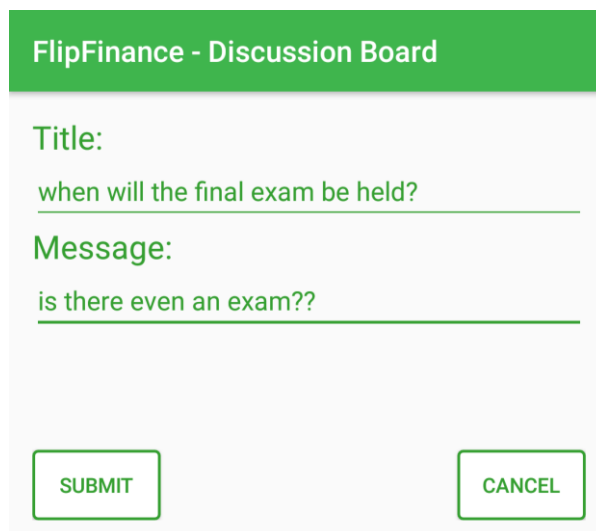 FlipFinance - Discussion Board
Title:
when will the final exam be held?
Message:
is there even an exam??
SUBMIT CANCEL